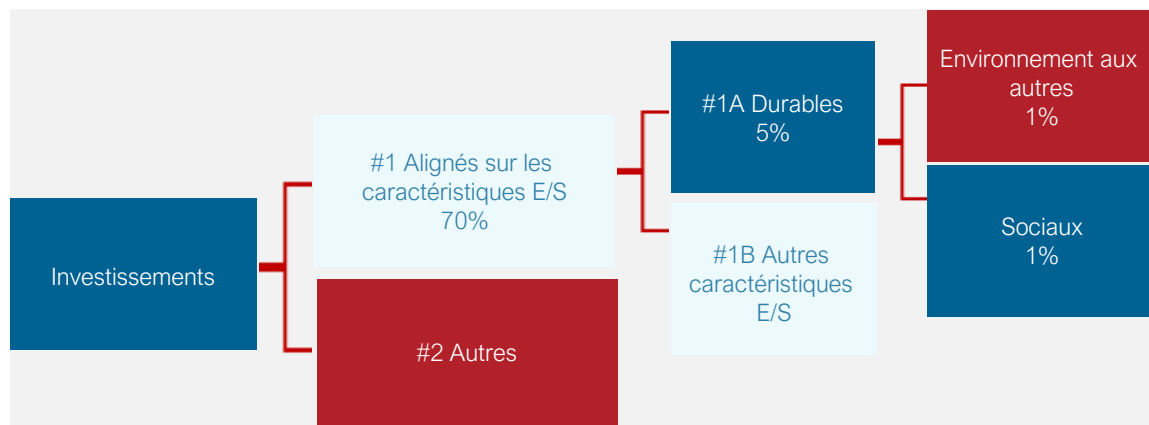 Investissements
#1 Alignés sur les
caractéristiques E/S
70%
#2 Autres
#1A Durables
5%
#1B Autres
caractéristiques
E/S
Environnement aux
autres
1%
Sociaux
1%